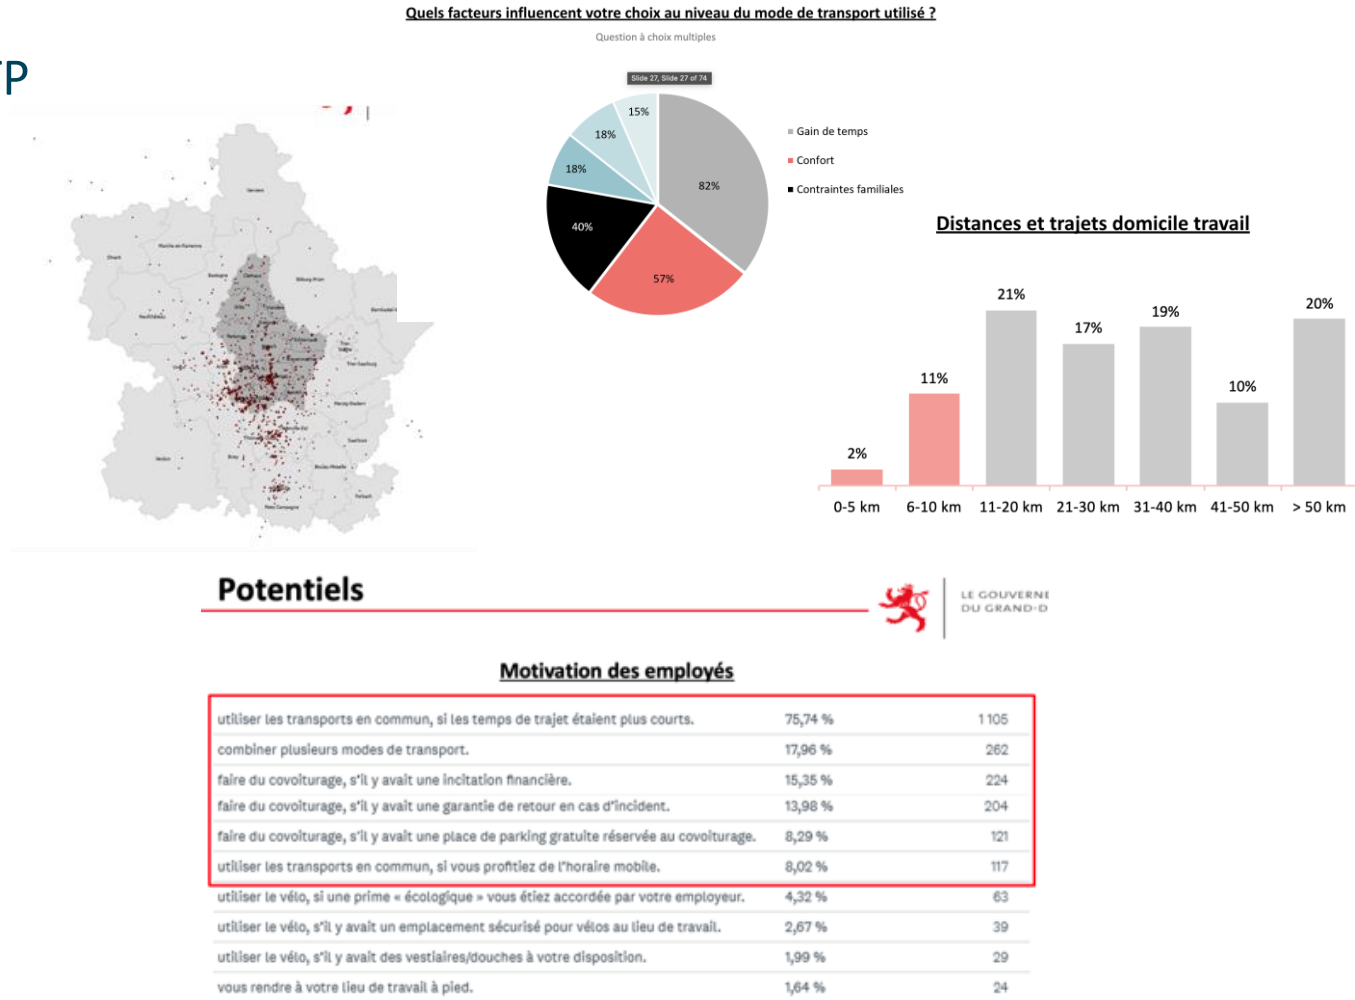 Quels facteurs influencent votre choix au niveau du mode de transport utilisé ?
Question à choix multiples
TP
Slide 27, Slide 27 of 74
15%
18%
18%
82%
40%
57%
Gain de temps
Confort
Contraintes familiales
Distances et trajets domicile travail
2%
11%
21%
17%
19%
10%
20%
0-5 km
6-10 km
11-20 km
21-30 km
31-40 km
41-50 km
> 50 km
Potentiels
LE GOUVERNE
DU GRAND-D
Motivation des employés
utiliser les transports en commun, si les temps de trajet étaient plus courts. 75,74 % 1 105
combiner plusieurs modes de transport. 17,96 % 262
faire du covoiturage, s'il y avait une incitation financière. 15,35 % 224
faire du covoiturage, s'il y avait une garantie de retour en cas d'incident. 13,98 % 204
faire du covoiturage, s'il y avait une place de parking gratuite réservée au covoiturage. 8,29 % 121
utiliser les transports en commun, si vous profitiez de l'horaire mobile. 8,02 % 117
utiliser le vélo, si une prime « écologique » vous étiez accordée par votre employeur. 4,32 % 63
utiliser le vélo, s'il y avait un emplacement sécurisé pour vélos au lieu de travail. 2,67 % 39
utiliser le vélo, s'il y avait des vestiaires/douches à votre disposition. 1,99 % 29
vous rendre à votre lieu de travail à pied. 1,64 % 24